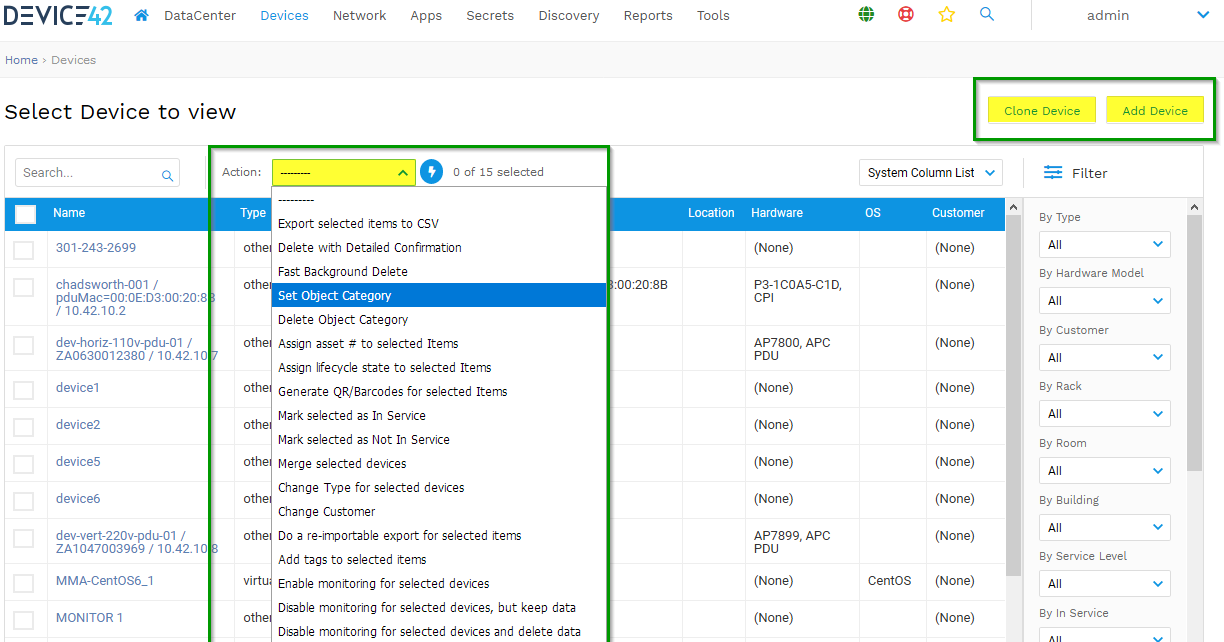 DEVICE42 DataCenter Devices Network Apps Secrets Discovery Reports Tools admin
Home › Devices
Select Device to view
Clone Device Add Device
Search... Action: --------- 0 of 15 selected System Column List Filter
Name Type Location Hardware OS Customer
---------
Export selected items to CSV
Delete with Detailed Confirmation
Fast Background Delete
Set Object Category
Delete Object Category
Assign asset # to selected Items
Assign lifecycle state to selected Items
Generate QR/Barcodes for selected Items
Mark selected as In Service
Mark selected as Not In Service
Merge selected devices
Change Type for selected devices
Change Customer
Do a re-importable export for selected items
Add tags to selected items
Enable monitoring for selected devices
Disable monitoring for selected devices, but keep data
Disable monitoring for selected devices and delete data
301-243-2699 other (None) (None)
chadsworth-001 /
pduMac=00:0E:D3:00:20:8B
/ 10.42.10.2
other :00:20:8B P3-1C0A5-C1D,
CPI
(None)
dev-horiz-110v-pdu-01 /
ZA0630012380 / 10.42.10.7
other AP7800, APC
PDU
(None)
device1 other (None) (None)
device2 other (None) (None)
device5 other (None) (None)
device6 other (None) (None)
dev-vert-220v-pdu-01 /
ZA1047003969 / 10.42.10.8
other AP7899, APC
PDU
(None)
MMA-CentOS6_1 virtu (None) CentOS (None)
MONITOR 1 other (None) (None)
By Type
All
By Hardware Model
All
By Customer
All
By Rack
All
By Room
All
By Building
All
By Service Level
All
By In Service
All